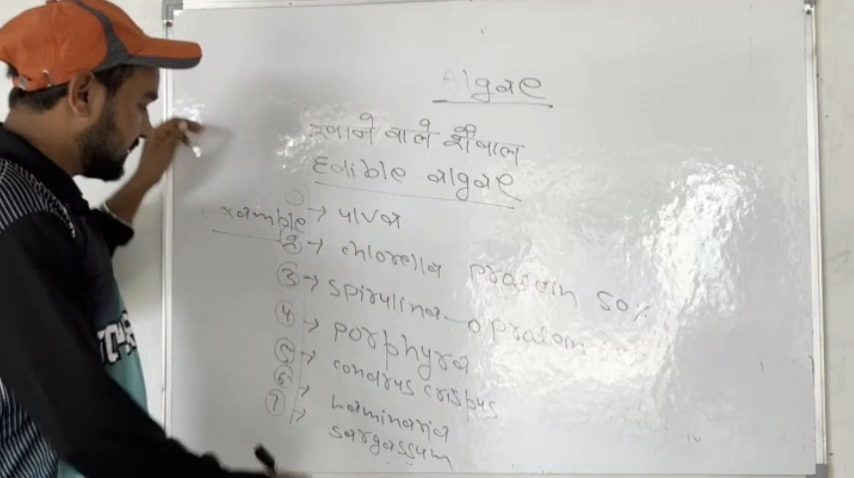 Algae
खाने वाले शैवाल
Edible algae
xample ① → ulva
② → chlorella protein 50%
③ → spirulina → protein
④ → porphyra
⑤ → condrus crispus
⑥ → Laminaria
⑦ → sargassum